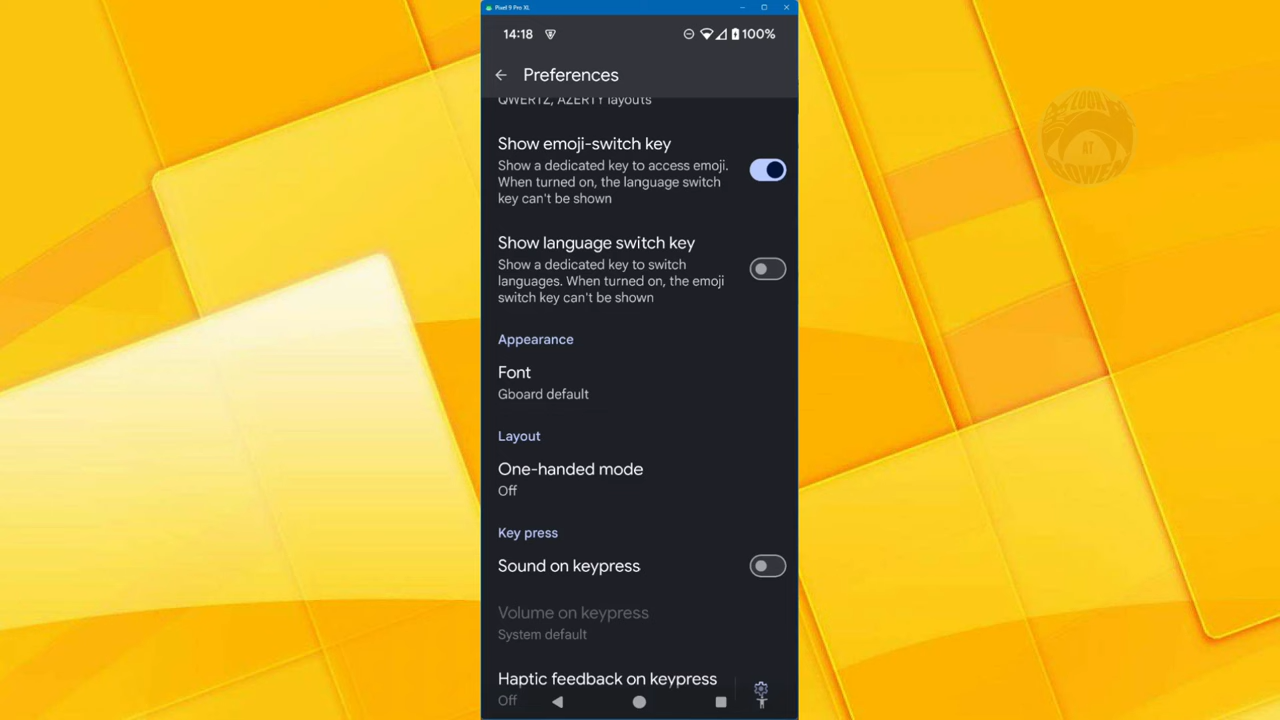 Pixel 9 Pro XL
14:18
100%
Preferences
QWERTZ, AZERTY layouts
Show emoji-switch key
Show a dedicated key to access emoji.
When turned on, the language switch
key can't be shown
Show language switch key
Show a dedicated key to switch
languages. When turned on, the emoji
switch key can't be shown
Appearance
Font
Gboard default
Layout
One-handed mode
Off
Key press
Sound on keypress
Volume on keypress
System default
Haptic feedback on keypress
Off
AT